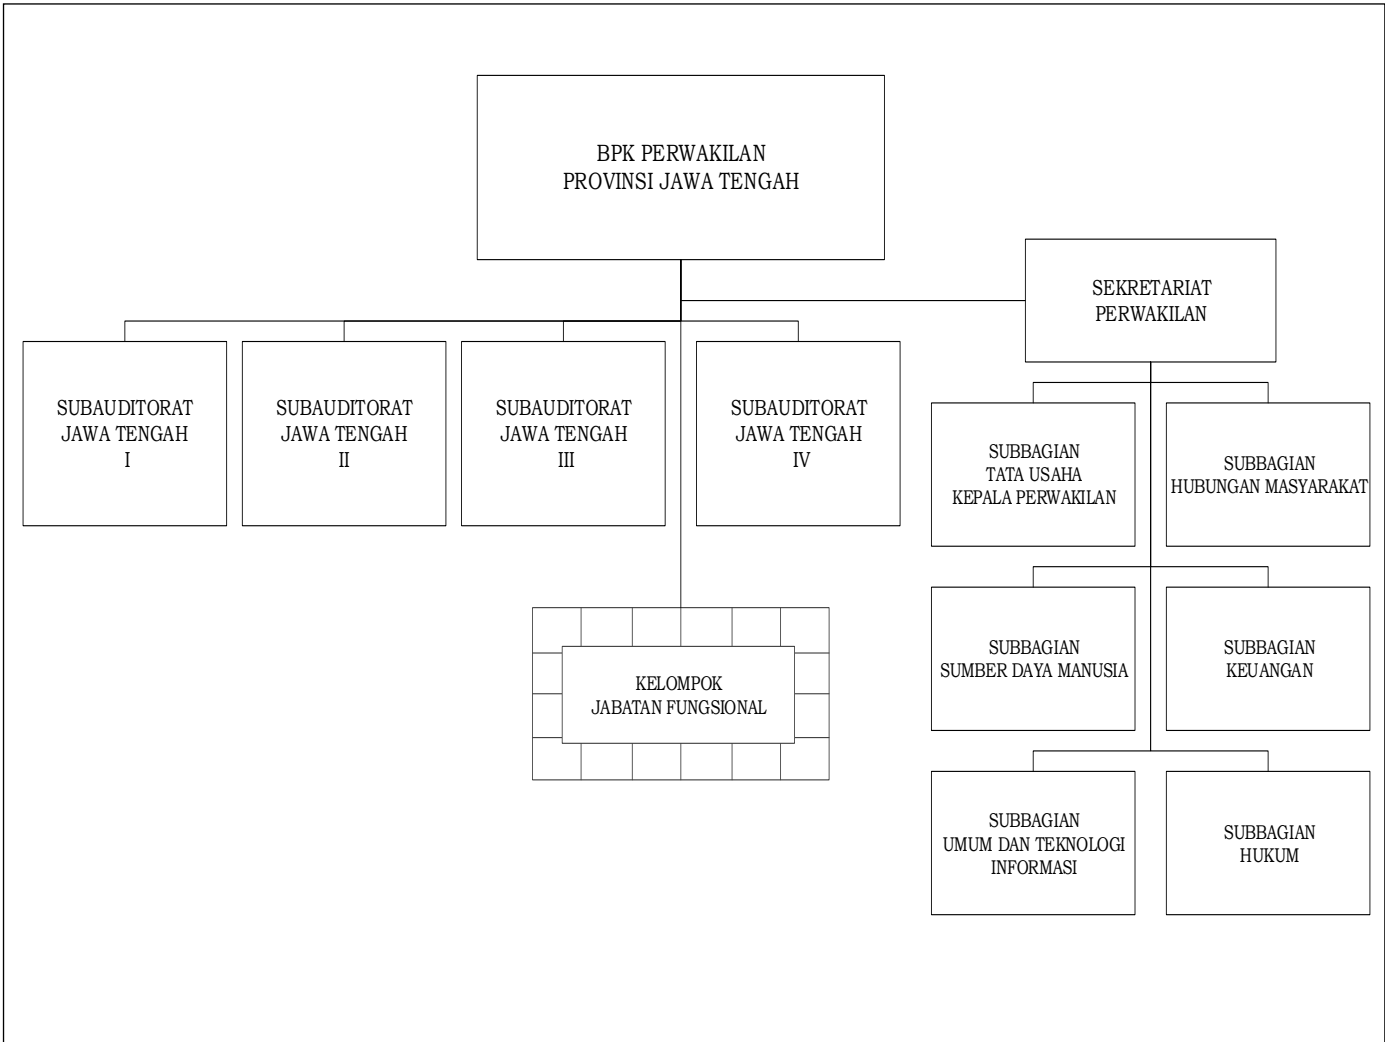 BPK PERWAKILAN
PROVINSI JAWA TENGAH
SEKRETARIAT
PERWAKILAN
SUBAUDITORAT
JAWA TENGAH
I
SUBAUDITORAT
JAWA TENGAH
II
SUBAUDITORAT
JAWA TENGAH
III
SUBAUDITORAT
JAWA TENGAH
IV
SUBBAGIAN
TATA USAHA
KEPALA PERWAKILAN
SUBBAGIAN
HUBUNGAN MASYARAKAT
SUBBAGIAN
SUMBER DAYA MANUSIA
SUBBAGIAN
KEUANGAN
KELOMPOK
JABATAN FUNGSIONAL
SUBBAGIAN
UMUM DAN TEKNOLOGI
INFORMASI
SUBBAGIAN
HUKUM